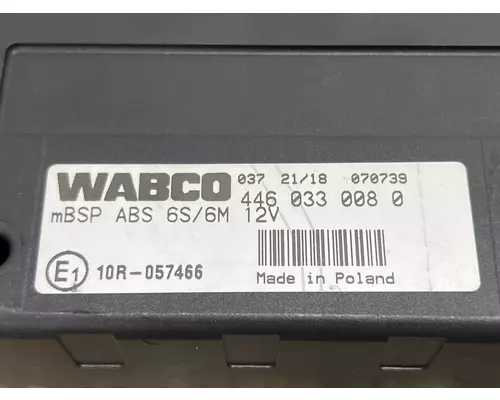 WABCO 037 21/18 070739
446 033 008 0
mBSP ABS 6S/6M 12V
E1 10R-057466
Made in Poland